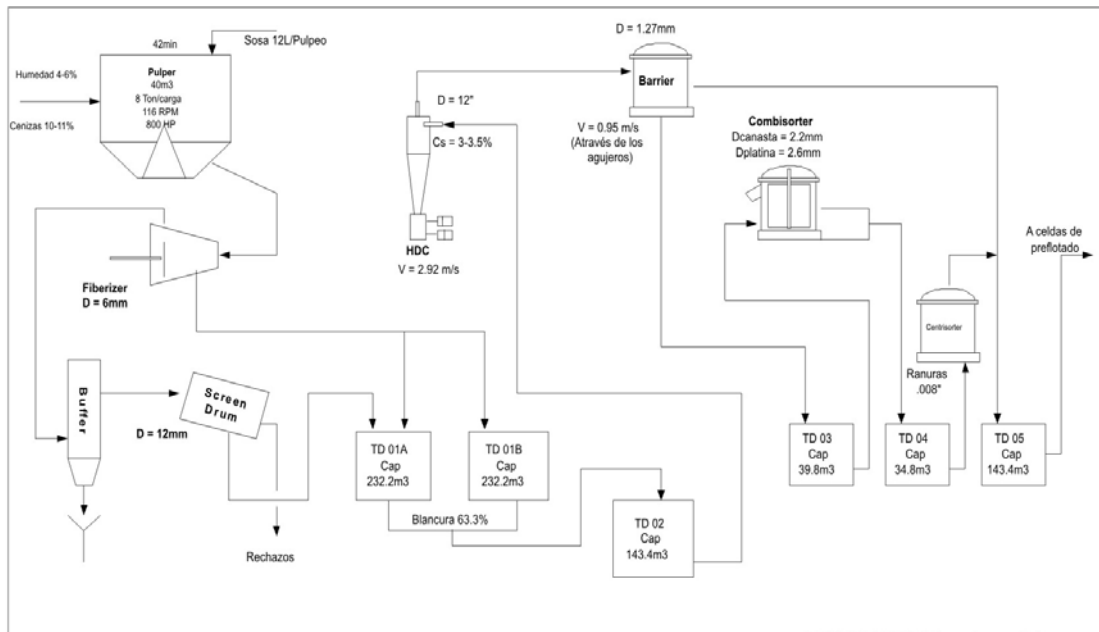 42min
Sosa 12L/Pulpeo
Humedad 4-6%
Cenizas 10-11%
Pulper
40m3
8 Ton/carga
116 RPM
800 HP
Fiberizer
D = 6mm
Buffer
Screen
Drum
D = 12mm
Rechazos
TD 01A
Cap
232.2m3
TD 01B
Cap
232.2m3
Blancura 63.3%
TD 02
Cap
143.4m3
D = 12"
Cs = 3-3.5%
HDC
V = 2.92 m/s
D = 1.27mm
Barrier
V = 0.95 m/s
(Através de los
agujeros)
Combisorter
Dcanasta = 2.2mm
Dplatina = 2.6mm
Centrisorter
Ranuras
.008"
A celdas de
preflotado
TD 03
Cap
39.8m3
TD 04
Cap
34.8m3
TD 05
Cap
143.4m3